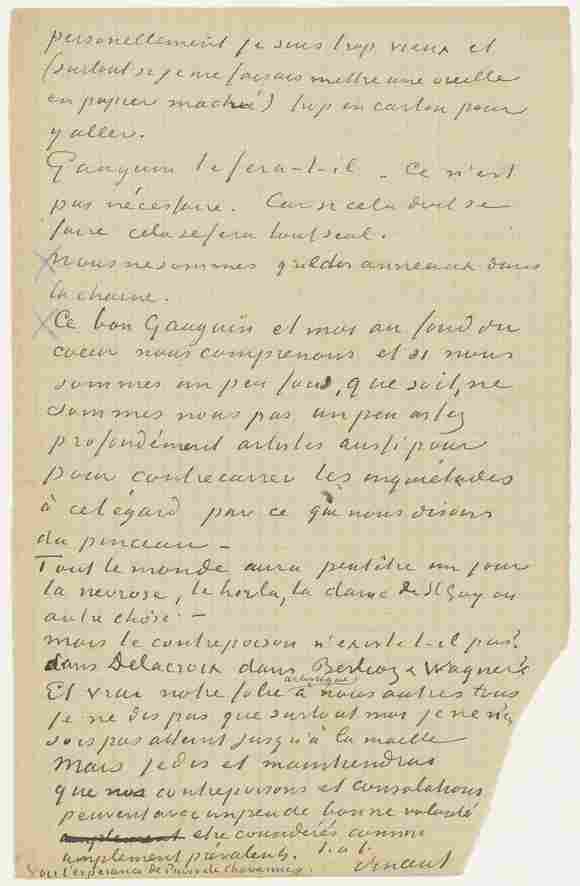 personellement je suis trop vieux et
(surtout si je me faisais mettre une oreille
en papier maché) trop en carton pour
y aller.
Gauguin le fera-t-il – Ce n'est
pas nécessaire. Car si cela doit se
faire cela se fera tout seul.
Nous ne sommes que des anneaux dans
la chaine.
Ce bon Gauguin et moi au fond du
coeur nous comprenons et si nous
sommes un peu fous, que soit, ne
sommes nous pas un peu assez
profondément artistes aussi pour
pour contrecarrer les inquiétudes
à cet égard par ce que nous disons
du pinceau –
Tout le monde aura peutêtre un jour
la nevrose, le horla, la danse de St Guy ou
autre chose. –
Mais le contrepoison n'existe-t-il pas?
dans Delacroix dans Berlioz & Wagner?
Et vrai notre folie artistique à nous autres tous
je ne dis pas que surtout moi je ne n'en
sois pas atteint jusqu'à la moelle
Mais je dis et maintiendrai
que nos contrepoisons et consolations
peuvent avec un peu de bonne volonté
amplement etre considérés comme
amplement prévalents. t. à t.
Vincent
Voir l'espérance de Puvis de Chavannes.